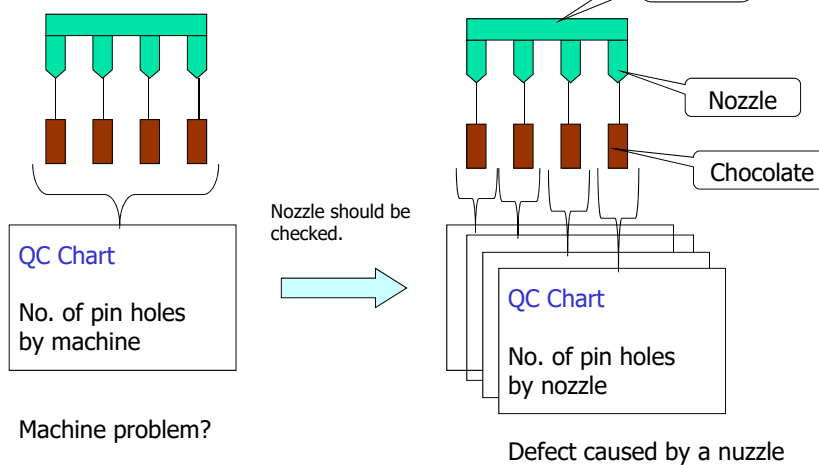 Nozzle
Chocolate
Nozzle should be
checked.
QC Chart
No. of pin holes
by machine
QC Chart
No. of pin holes
by nozzle
Machine problem?
Defect caused by a nuzzle